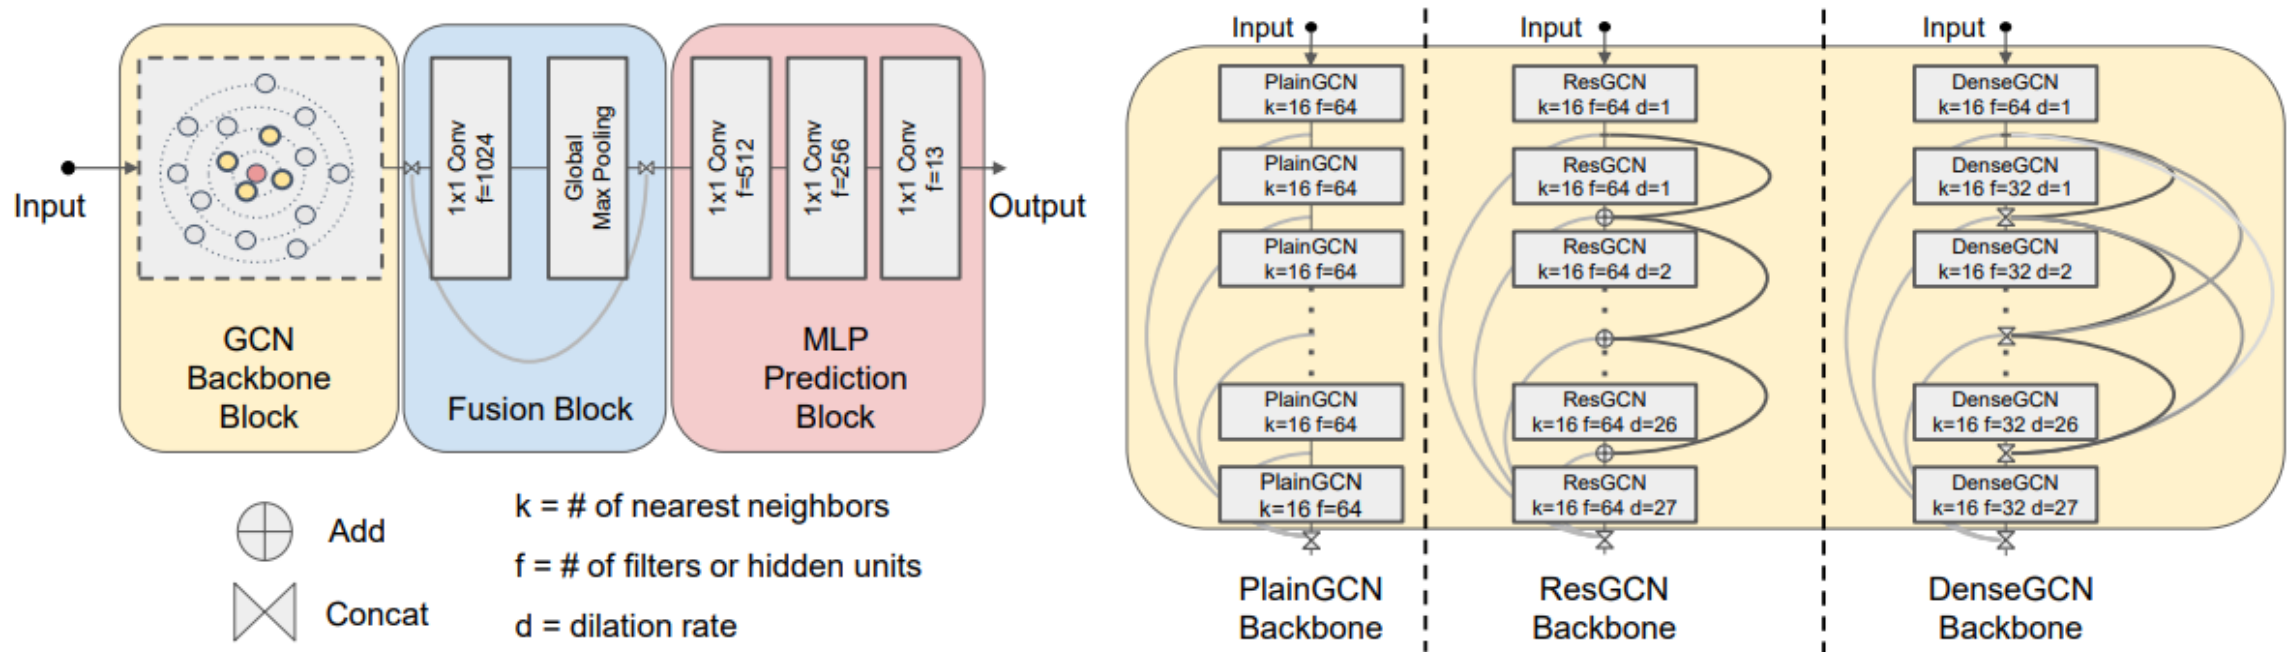 Input
1x1 Conv
f=1024
Global
Max Pooling
1x1 Conv
f=512
1x1 Conv
f=256
1x1 Conv
f=13
Output
GCN
Backbone
Block
Fusion Block
MLP
Prediction
Block
Add
Concat
k = # of nearest neighbors
f = # of filters or hidden units
d = dilation rate
Input
PlainGCN
k=16 f=64
PlainGCN
k=16 f=64
PlainGCN
k=16 f=64
PlainGCN
k=16 f=64
PlainGCN
k=16 f=64
PlainGCN
Backbone
Input
ResGCN
k=16 f=64 d=1
ResGCN
k=16 f=64 d=1
ResGCN
k=16 f=64 d=2
ResGCN
k=16 f=64 d=26
ResGCN
k=16 f=64 d=27
ResGCN
Backbone
Input
DenseGCN
k=16 f=64 d=1
DenseGCN
k=16 f=32 d=1
DenseGCN
k=16 f=32 d=2
DenseGCN
k=16 f=32 d=26
DenseGCN
k=16 f=32 d=27
DenseGCN
Backbone